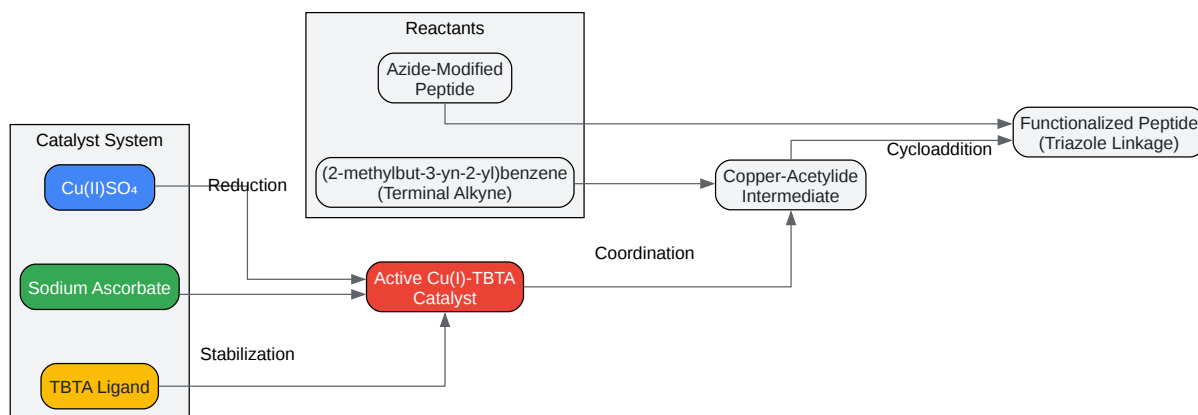 Reactants
Azide-Modified
Peptide
(2-methylbut-3-yn-2-yl)benzene
(Terminal Alkyne)
Catalyst System
Cu(II)SO₄
Sodium Ascorbate
TBTA Ligand
Reduction
Stabilization
Active Cu(I)-TBTA
Catalyst
Coordination
Copper-Acetylide
Intermediate
Cycloaddition
Functionalized Peptide
(Triazole Linkage)